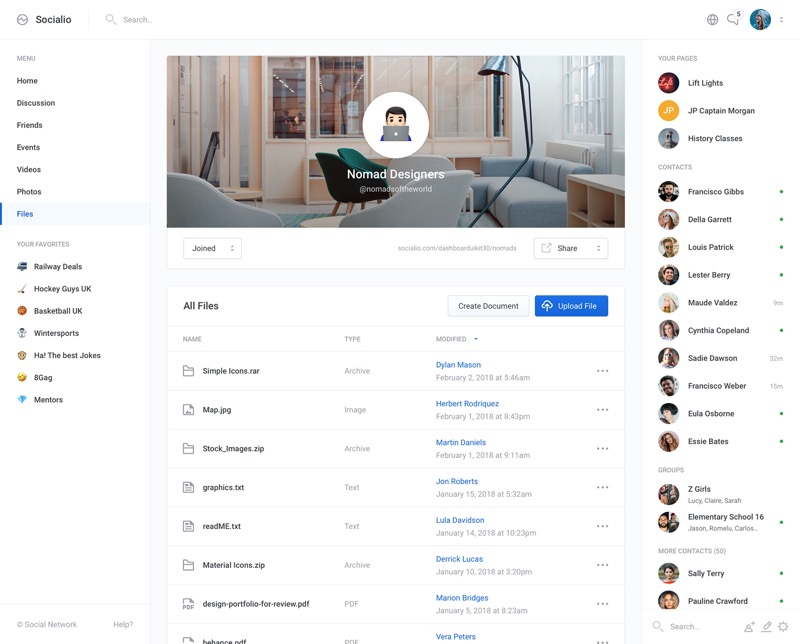 Socialio
Search...
5
MENU
Home
Discussion
Friends
Events
Videos
Photos
Files
YOUR FAVORITES
Railway Deals
Hockey Guys UK
Basketball UK
Wintersports
Ha! The best Jokes
8Gag
Mentors
© Social Network
Help?
Nomad Designers
@nomadsoftheworld
Joined
socialio.com/dashboarduikit30/nomads
Share
All Files
Create Document
Upload File
NAME TYPE MODIFIED
Simple Icons.rar Archive Dylan Mason
February 2, 2018 at 5:46am
Map.jpg Image Herbert Rodriquez
February 1, 2018 at 8:43pm
Stock_Images.zip Archive Martin Daniels
February 1, 2018 at 9:11am
graphics.txt Text Jon Roberts
January 15, 2018 at 5:32am
readME.txt Text Lula Davidson
January 14, 2018 at 10:23pm
Material Icons.zip Archive Derrick Lucas
January 10, 2018 at 3:20pm
PDF design-portfolio-for-review.pdf PDF Marion Bridges
January 5, 2018 at 8:23am
behance.pdf PDF Vera Peters
YOUR PAGES
Lift Lights
JP JP Captain Morgan
History Classes
CONTACTS
Francisco Gibbs
Della Garrett
Louis Patrick
Lester Berry
Maude Valdez 9m
Cynthia Copeland
Sadie Dawson 32m
Francisco Weber 15m
Eula Osborne
Essie Bates
GROUPS
Z Girls
Lucy, Claire, Sarah
Elementary School 16
Jason, Romelu, Carlos...
MORE CONTACTS (50)
Sally Terry
Pauline Crawford
Search...